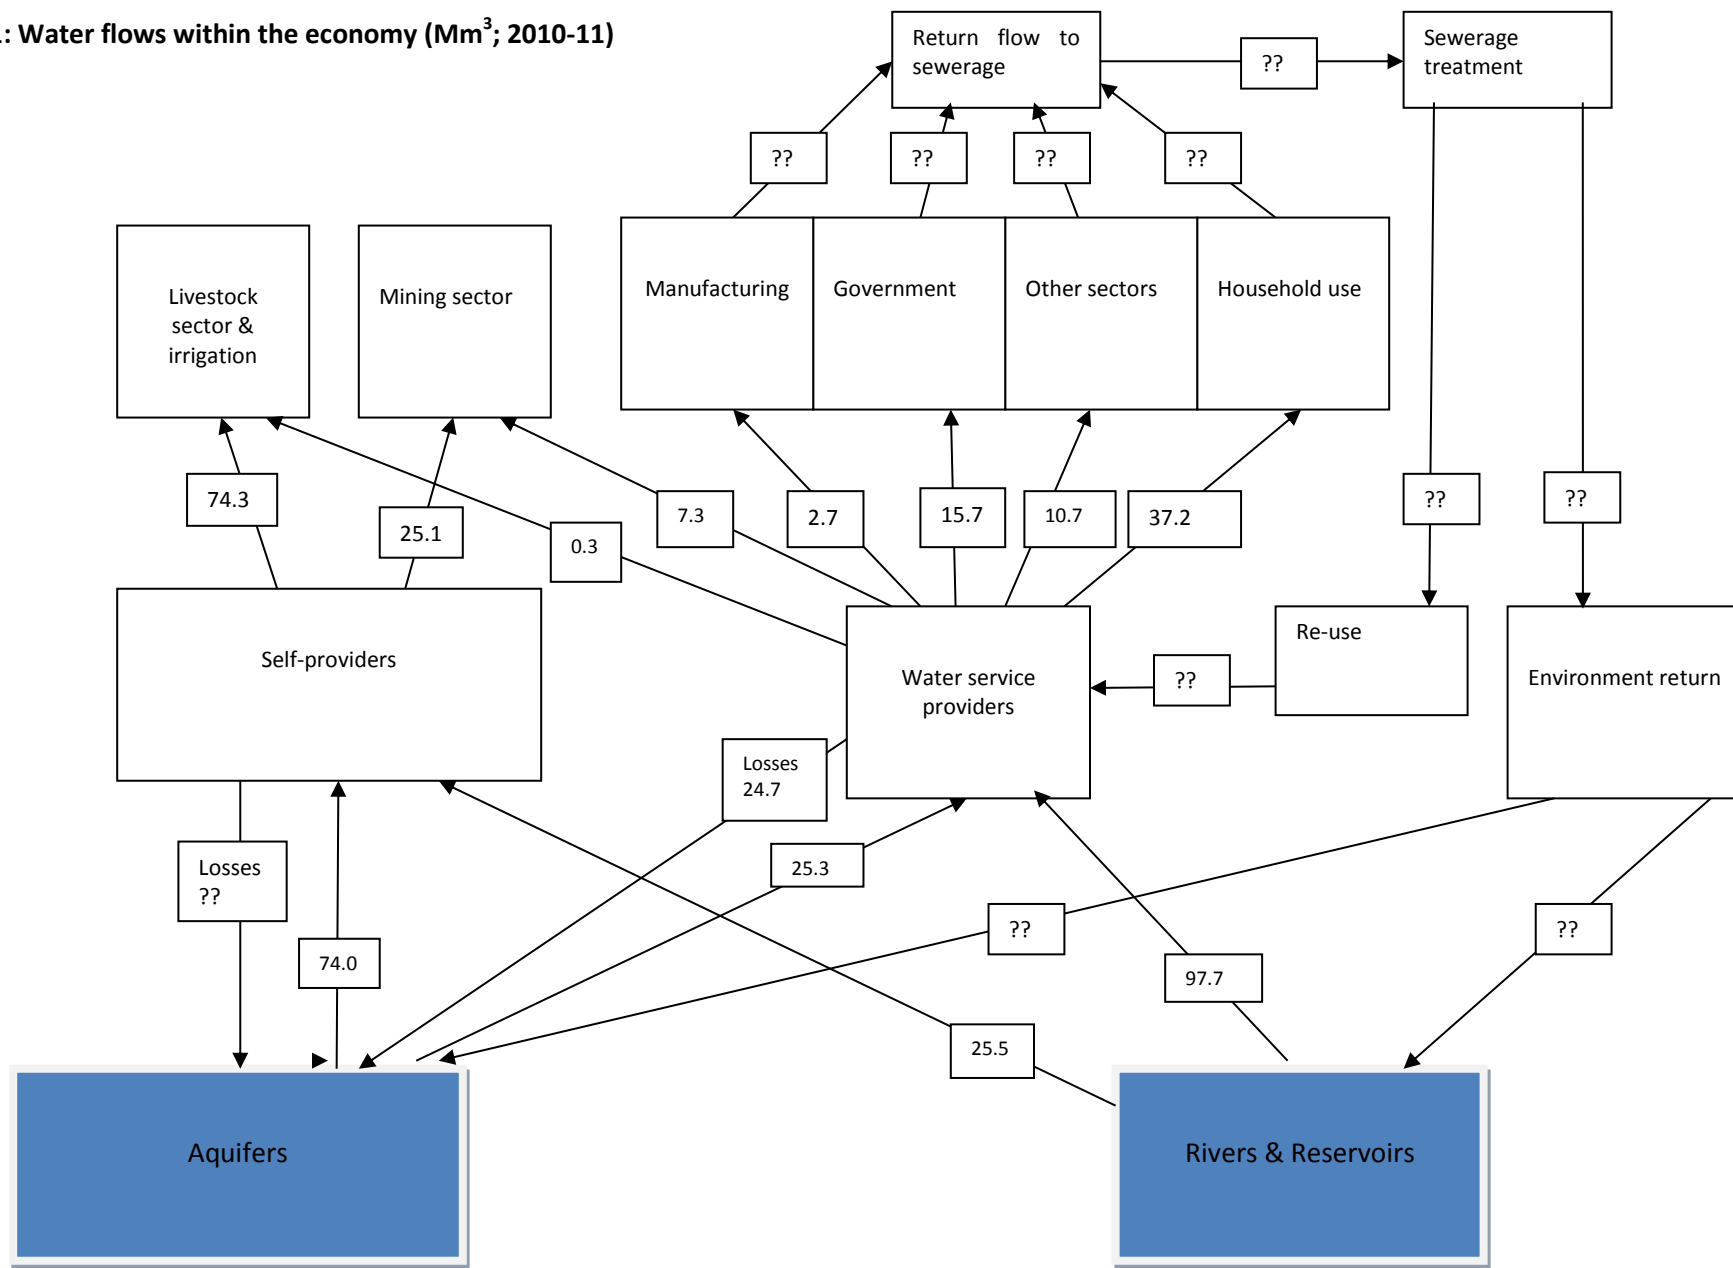 .: Water flows within the economy (Mm³; 2010-11)
Return flow to
sewerage
??
Sewerage
treatment
??
??
??
??
Livestock
sector &
irrigation
Mining sector
Manufacturing
Government
Other sectors
Household use
74.3
25.1
0.3
7.3
2.7
15.7
10.7
37.2
??
??
Self-providers
Water service
providers
??
Re-use
Environment return
Losses
24.7
Losses
??
74.0
25.3
??
97.7
??
25.5
Aquifers
Rivers & Reservoirs